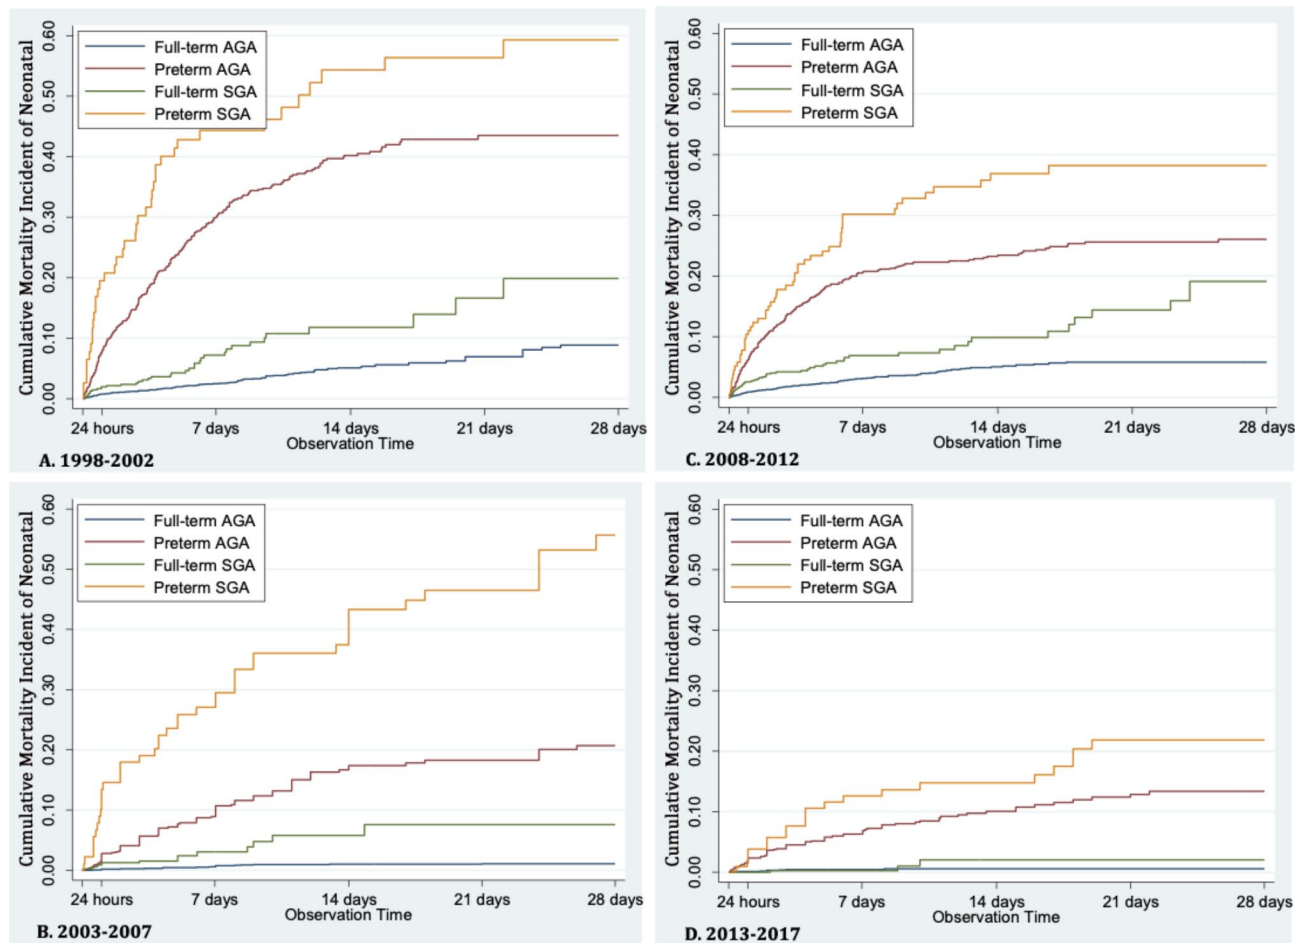 Cumulative Mortality Incident of Neonatal
0.60
0.50
0.40
0.30
0.20
0.10
0.00
Full-term AGA
Preterm AGA
Full-term SGA
Preterm SGA
24 hours 7 days 14 days 21 days 28 days
Observation Time
A. 1998-2002
Cumulative Mortality Incident of Neonatal
0.60
0.50
0.40
0.30
0.20
0.10
0.00
Full-term AGA
Preterm AGA
Full-term SGA
Preterm SGA
24 hours 7 days 14 days 21 days 28 days
Observation Time
C. 2008-2012
Cumulative Mortality Incident of Neonatal
0.60
0.50
0.40
0.30
0.20
0.10
0.00
Full-term AGA
Preterm AGA
Full-term SGA
Preterm SGA
24 hours 7 days 14 days 21 days 28 days
Observation Time
B. 2003-2007
Cumulative Mortality Incident of Neonatal
0.60
0.50
0.40
0.30
0.20
0.10
0.00
Full-term AGA
Preterm AGA
Full-term SGA
Preterm SGA
24 hours 7 days 14 days 21 days 28 days
Observation Time
D. 2013-2017